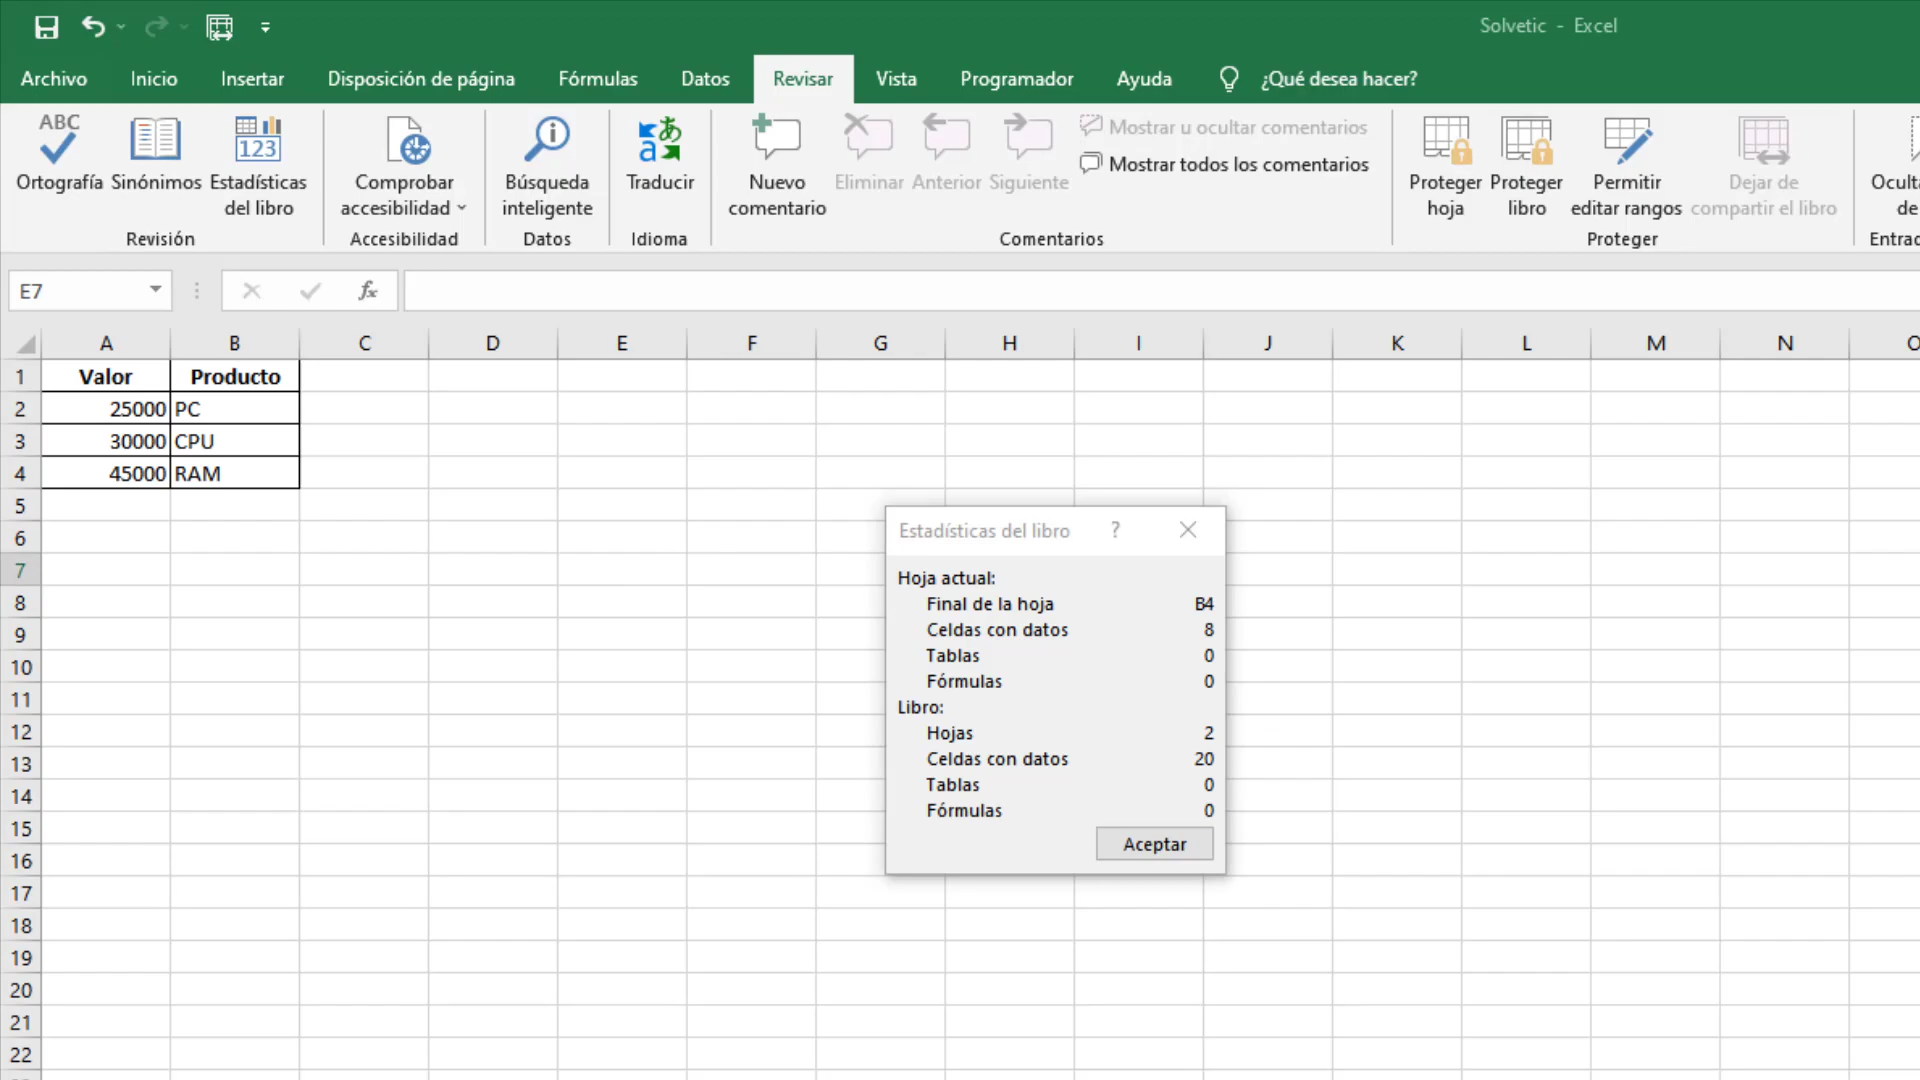 Solvetic - Excel
Archivo Inicio Insertar Disposición de página Fórmulas Datos Revisar Vista Programador Ayuda ¿Qué desea hacer?
ABC
Ortografía
Sinónimos
123
Estadísticas
del libro
Revisión
Comprobar
accesibilidad
Accesibilidad
Búsqueda
inteligente
Datos
Traducir
Idioma
Nuevo
comentario
Eliminar
Anterior
Siguiente
Mostrar u ocultar comentarios
Mostrar todos los comentarios
Comentarios
Proteger
hoja
Proteger
libro
Permitir
editar rangos
Dejar de
compartir el libro
Proteger
Oculta
de
Entrad
E7
fx
A B C D E F G H I J K L M N O
1 Valor Producto
2 25000 PC
3 30000 CPU
4 45000 RAM
5
6
7
8
9
10
11
12
13
14
15
16
17
18
19
20
21
22
Estadísticas del libro ?
Hoja actual:
Final de la hoja B4
Celdas con datos 8
Tablas 0
Fórmulas 0
Libro:
Hojas 2
Celdas con datos 20
Tablas 0
Fórmulas 0
Aceptar